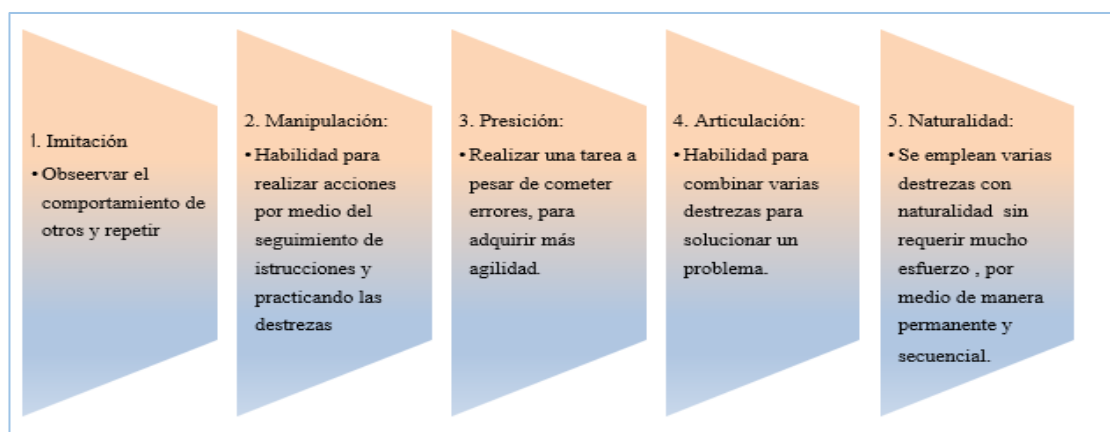 1. Imitación
• Obseervar el
comportamiento de
otros y repetir
2. Manipulación:
• Habilidad para
realizar acciones
por medio del
seguimiento de
istrucciones y
practicando las
destrezas
3. Presición:
• Realizar una tarea a
pesar de cometer
errores, para
adquirir más
agilidad.
4. Articulación:
• Habilidad para
combinar varias
destrezas para
solucionar un
problema.
5. Naturalidad:
• Se emplean varias
destrezas con
naturalidad sin
requerir mucho
esfuerzo , por
medio de manera
permanente y
secuencial.